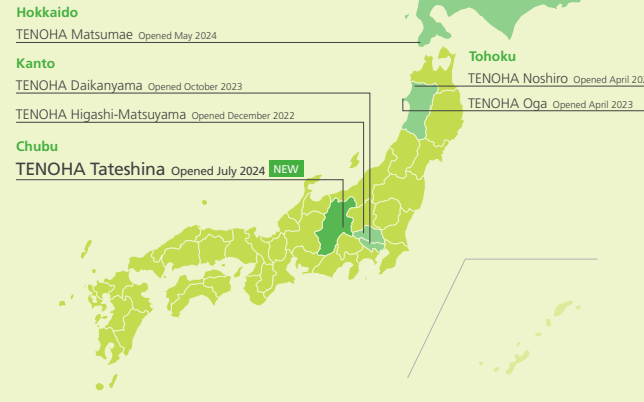 Hokkaido
TENOHA Matsumae Opened May 2024
Kanto
TENOHA Daikanyama Opened October 2023
TENOHA Higashi-Matsuyama Opened December 2022
Chubu
TENOHA Tateshina Opened July 2024 NEW
Tohoku
TENOHA Noshiro Opened April
TENOHA Oga Opened April 2023